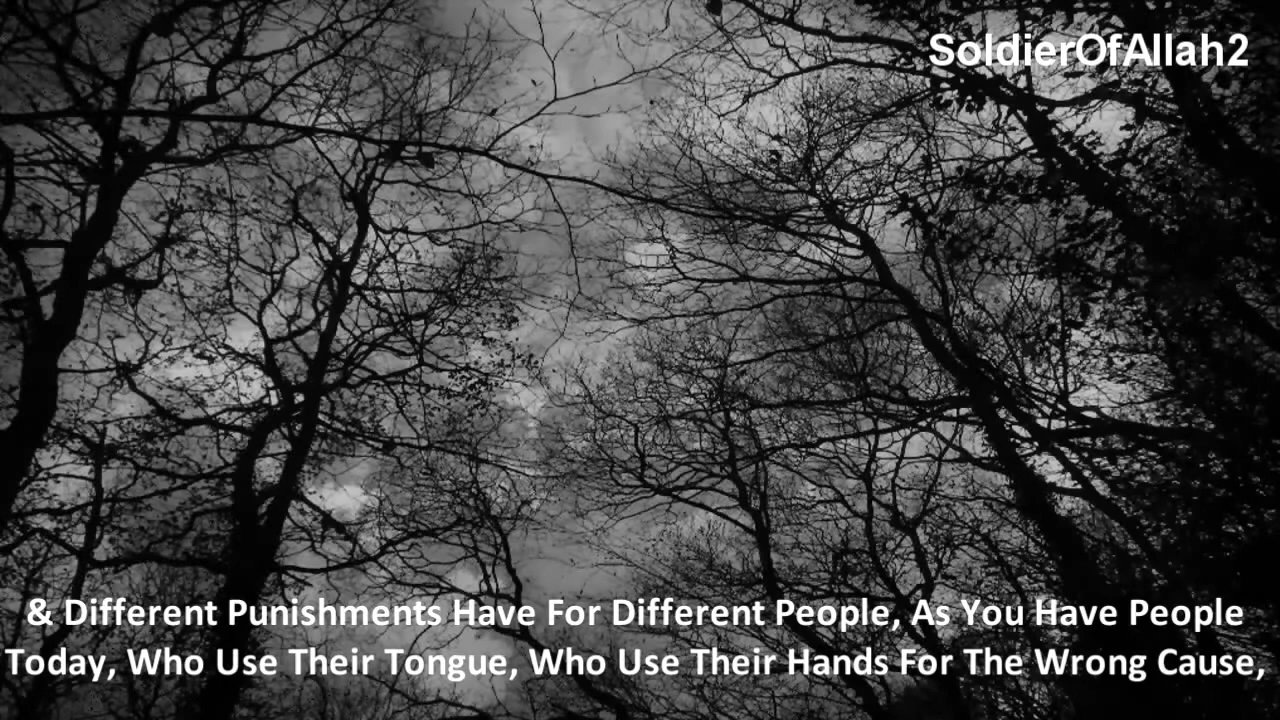 SoldierOfAllah2
& Different Punishments Have For Different People, As You Have People
Today, Who Use Their Tongue, Who Use Their Hands For The Wrong Cause,